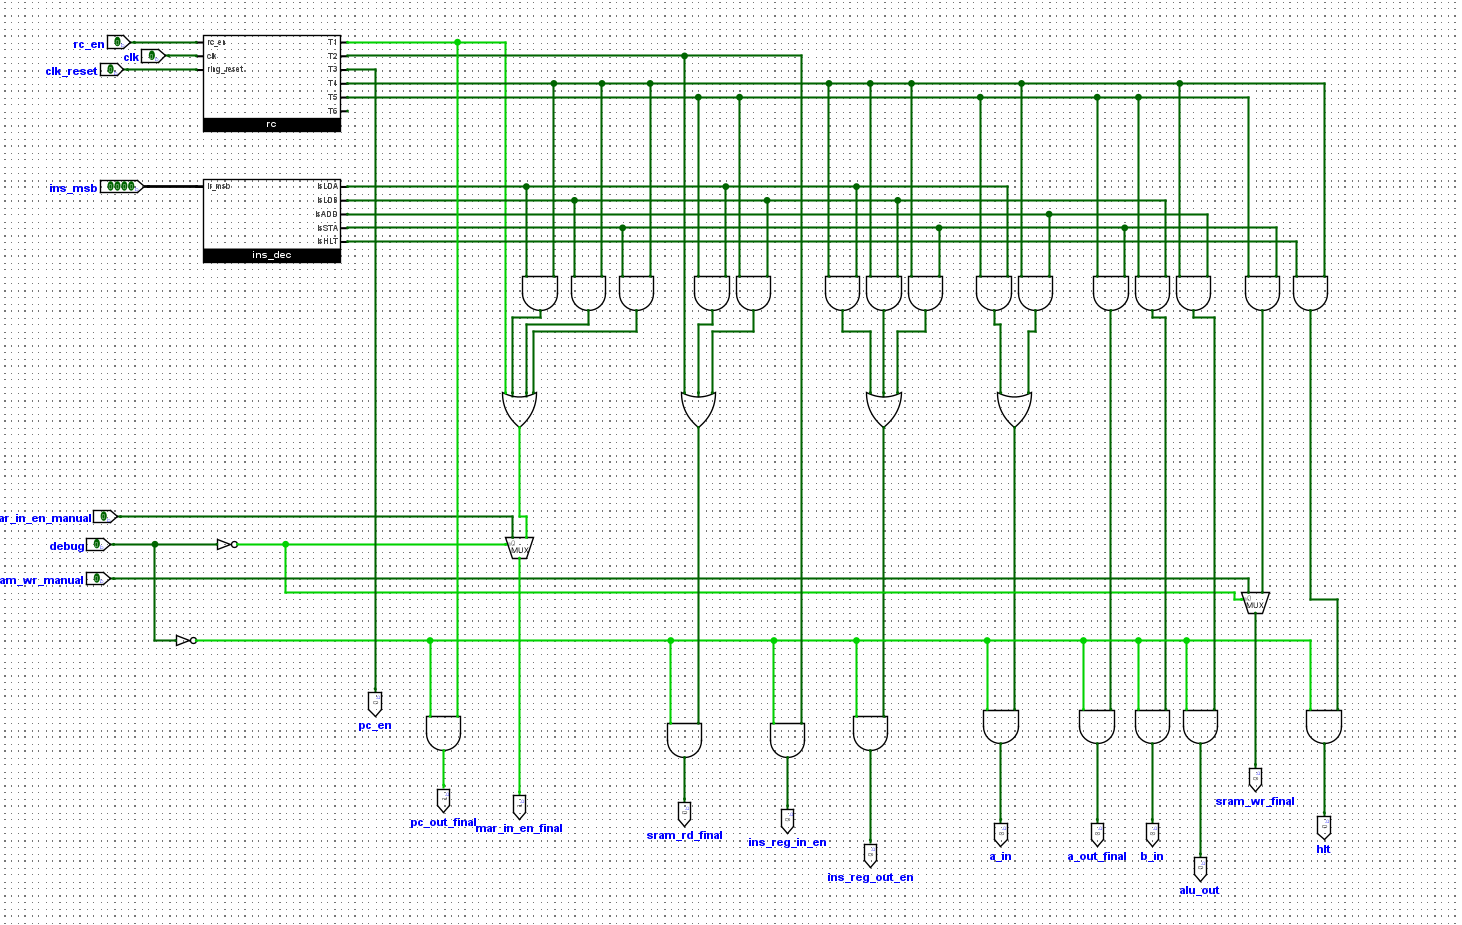 rc_en
clk
clk_reset
rc_en
clk
ring_reset
T1
T2
T3
T4
T5
T6
rc
ins_msb
is_msb
isLDA
isLDB
isADD
isSTA
isHLT
ins_dec
ar_in_en_manual
debug
am_wr_manual
MUX
MUX
pc_en
pc_out_final
mar_in_en_final
sram_rd_final
ins_reg_in_en
ins_reg_out_en
a_in
a_out_final
b_in
alu_out
sram_wr_final
hlt